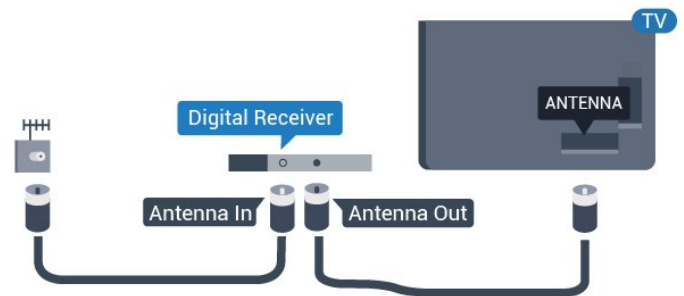 TV
ANTENNA
Digital Receiver
Antenna In
Antenna Out